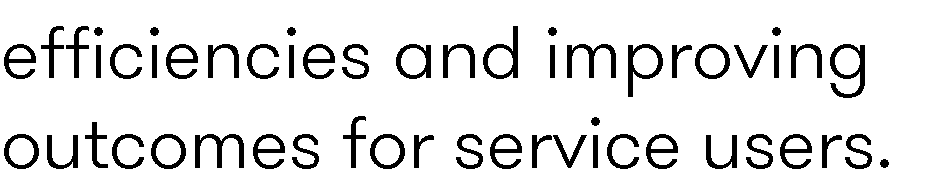 efficiencies and improving
outcomes for service users.